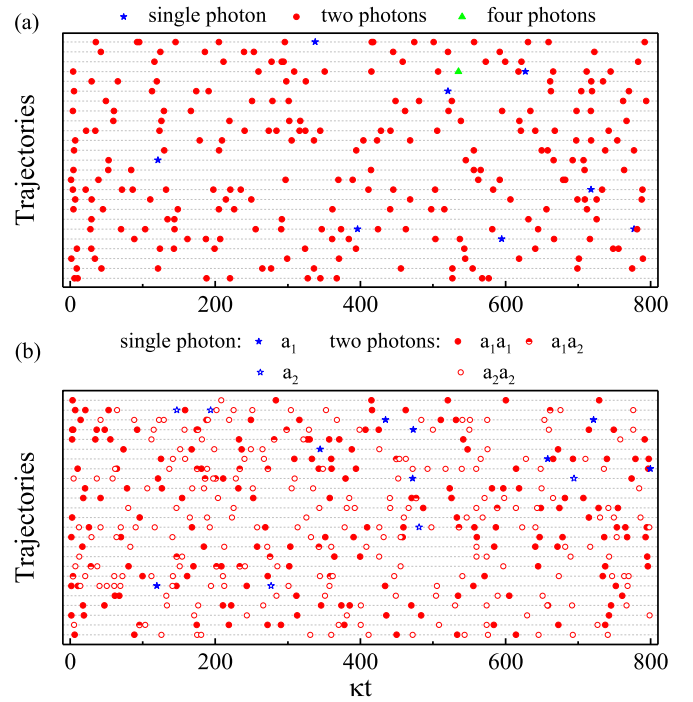 (a) single photon two photons four photons
Trajectories
0 200 400 600 800
(b) single photon: a₁ two photons: a₁a₁ a₁a₂
a₂ a₂a₂
Trajectories
0 200 400 600 800
κt